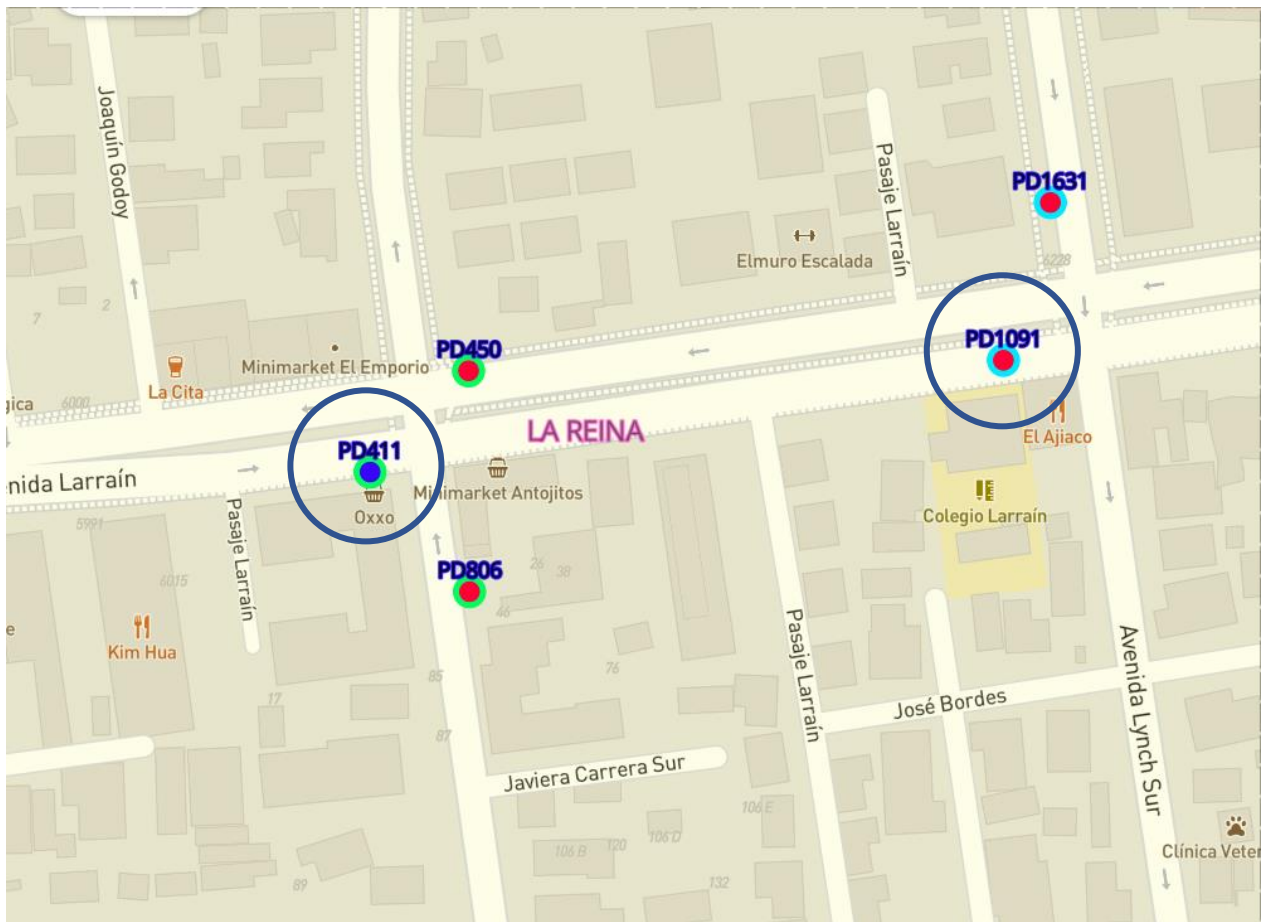 Joaquín Godoy
Pasaje Larraín
PD1631
Elmuro Escalada
6228
7
2
PD450
PD1091
Minimarket El Emporio
La Cita
gica
6000
LA REINA
El Ajiaco
PD411
enida Larraín
Minimarket Antojitos
Oxxo
Colegio Larraín
5991
Pasaje Larraín
PD806
26
38
6015
46
e
Kim Hua
Pasaje Larraín
Avenida Lynch Sur
76
85
17
José Bordes
87
Javiera Carrera Sur
106 E
106 D
120
106 B
Clínica Veter
132
89